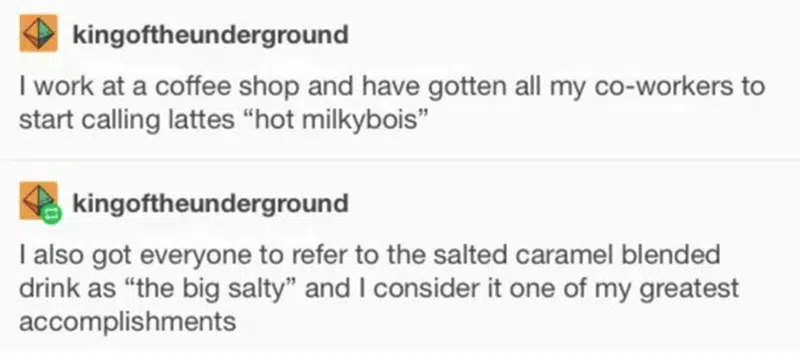 kingoftheunderground
I work at a coffee shop and have gotten all my co-workers to
start calling lattes “hot milkybois”
kingoftheunderground
I also got everyone to refer to the salted caramel blended
drink as “the big salty” and I consider it one of my greatest
accomplishments